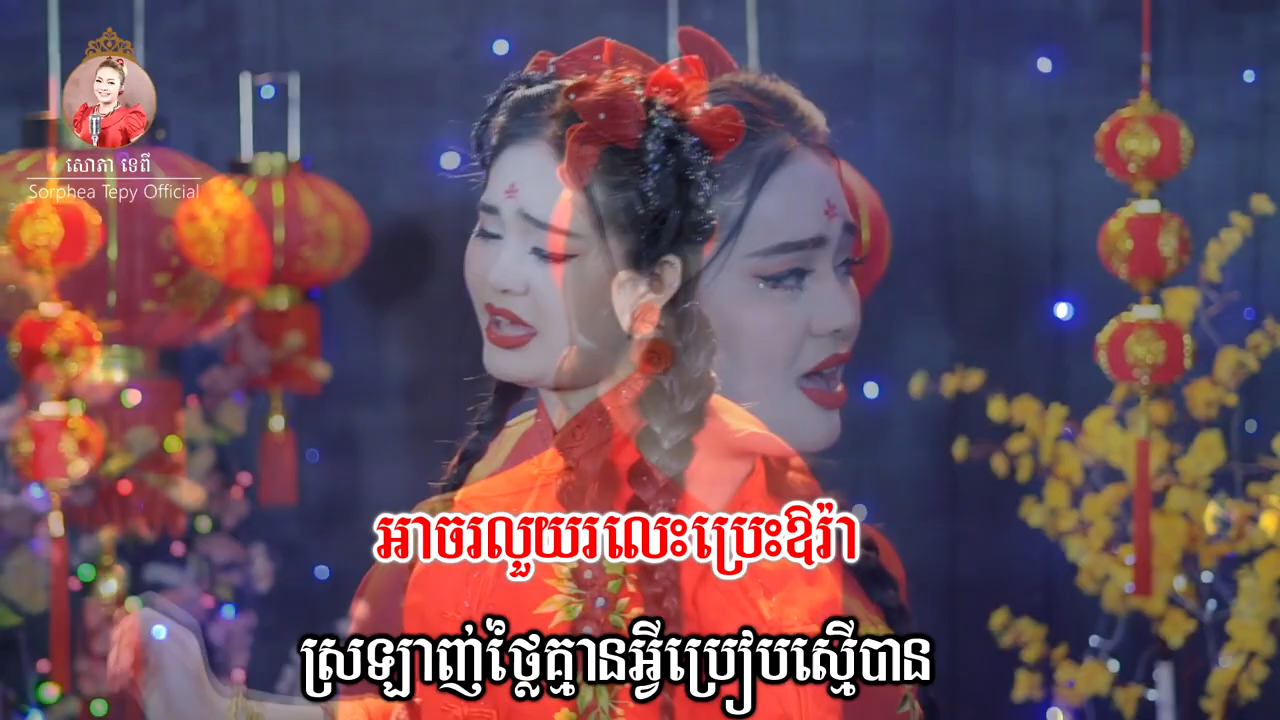 សោភា ទេពី
Sorphea Tepy Official
អាចរលួយរលេះប្រេះឱរ៉ា
ស្រឡាញ់ថ្លៃគ្មានអ្វីប្រៀបស្មើបាន